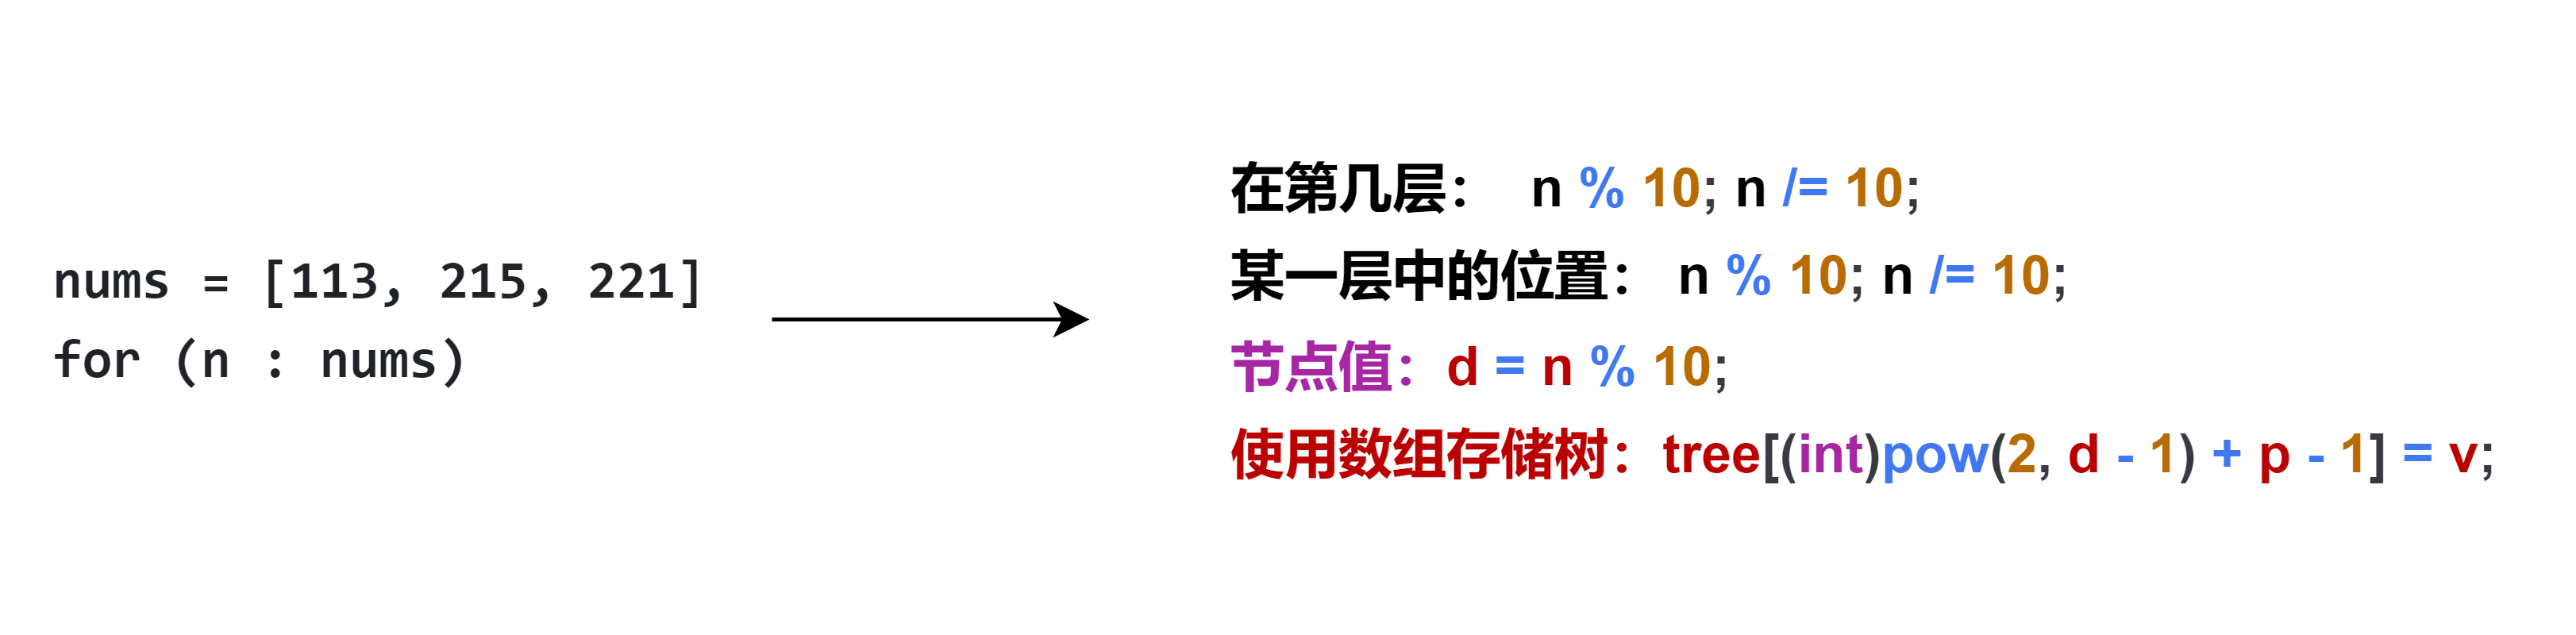 nums = [113, 215, 221]
for (n : nums)
在第几层： n % 10; n /= 10;
某一层中的位置： n % 10; n /= 10;
节点值：d = n % 10;
使用数组存储树：tree[(int)pow(2, d - 1) + p - 1] = v;